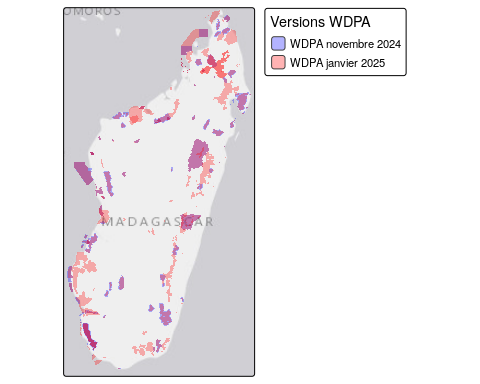 OMOROS
Versions WDPA
WDPA novembre 2024
WDPA janvier 2025
MADAGASCAR